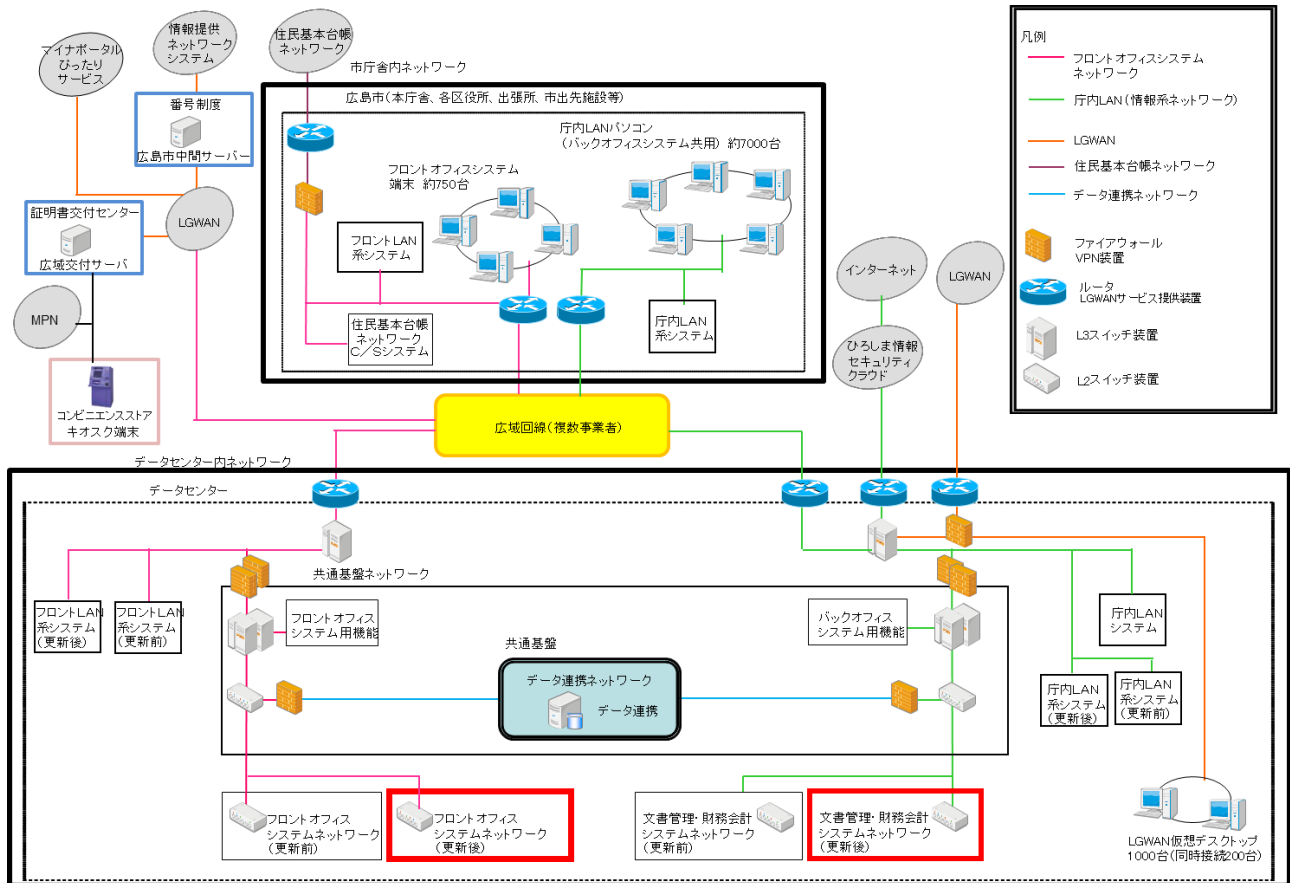 情報提供
ネットワーク
システム
マイナポータル
ぴったり
サービス
住民基本台帳
ネットワーク
市庁舎内ネットワーク
番号制度
広島市中間サーバー
LGWAN
証明書交付センター
広域交付サーバ
MPN
コンビニエンスストア
キオスク端末
広島市(本庁舎、各区役所、出張所、市出先施設等)
庁内LANパソコン
(バックオフィスシステム共用) 約7000台
フロントオフィスシステム
端末 約750台
フロントLAN
系システム
住民基本台帳
ネットワーク
C/Sシステム
庁内LAN
系システム
インターネット
LGWAN
ひろしま情報
セキュリティ
クラウド
凡例
フロントオフィスシステム
ネットワーク
庁内LAN(情報系ネットワーク)
LGWAN
住民基本台帳ネットワーク
データ連携ネットワーク
ファイアウォール
VPN装置
ルータ
LGWANサービス提供装置
L3スイッチ装置
L2スイッチ装置
広域回線(複数事業者)
データセンター内ネットワーク
データセンター
共通基盤ネットワーク
フロントLAN
系システム
(更新後)
フロントLAN
系システム
(更新前)
フロントオフィス
システム用機能
バックオフィス
システム用機能
共通基盤
データ連携ネットワーク
データ連携
庁内LAN
システム
庁内LAN
系システム
(更新後)
庁内LAN
系システム
(更新前)
フロントオフィス
システムネットワーク
(更新前)
フロントオフィス
システムネットワーク
(更新後)
文書管理・財務会計
システムネットワーク
(更新前)
文書管理・財務会計
システムネットワーク
(更新後)
LGWAN仮想デスクトップ
1000台(同時接続200台)